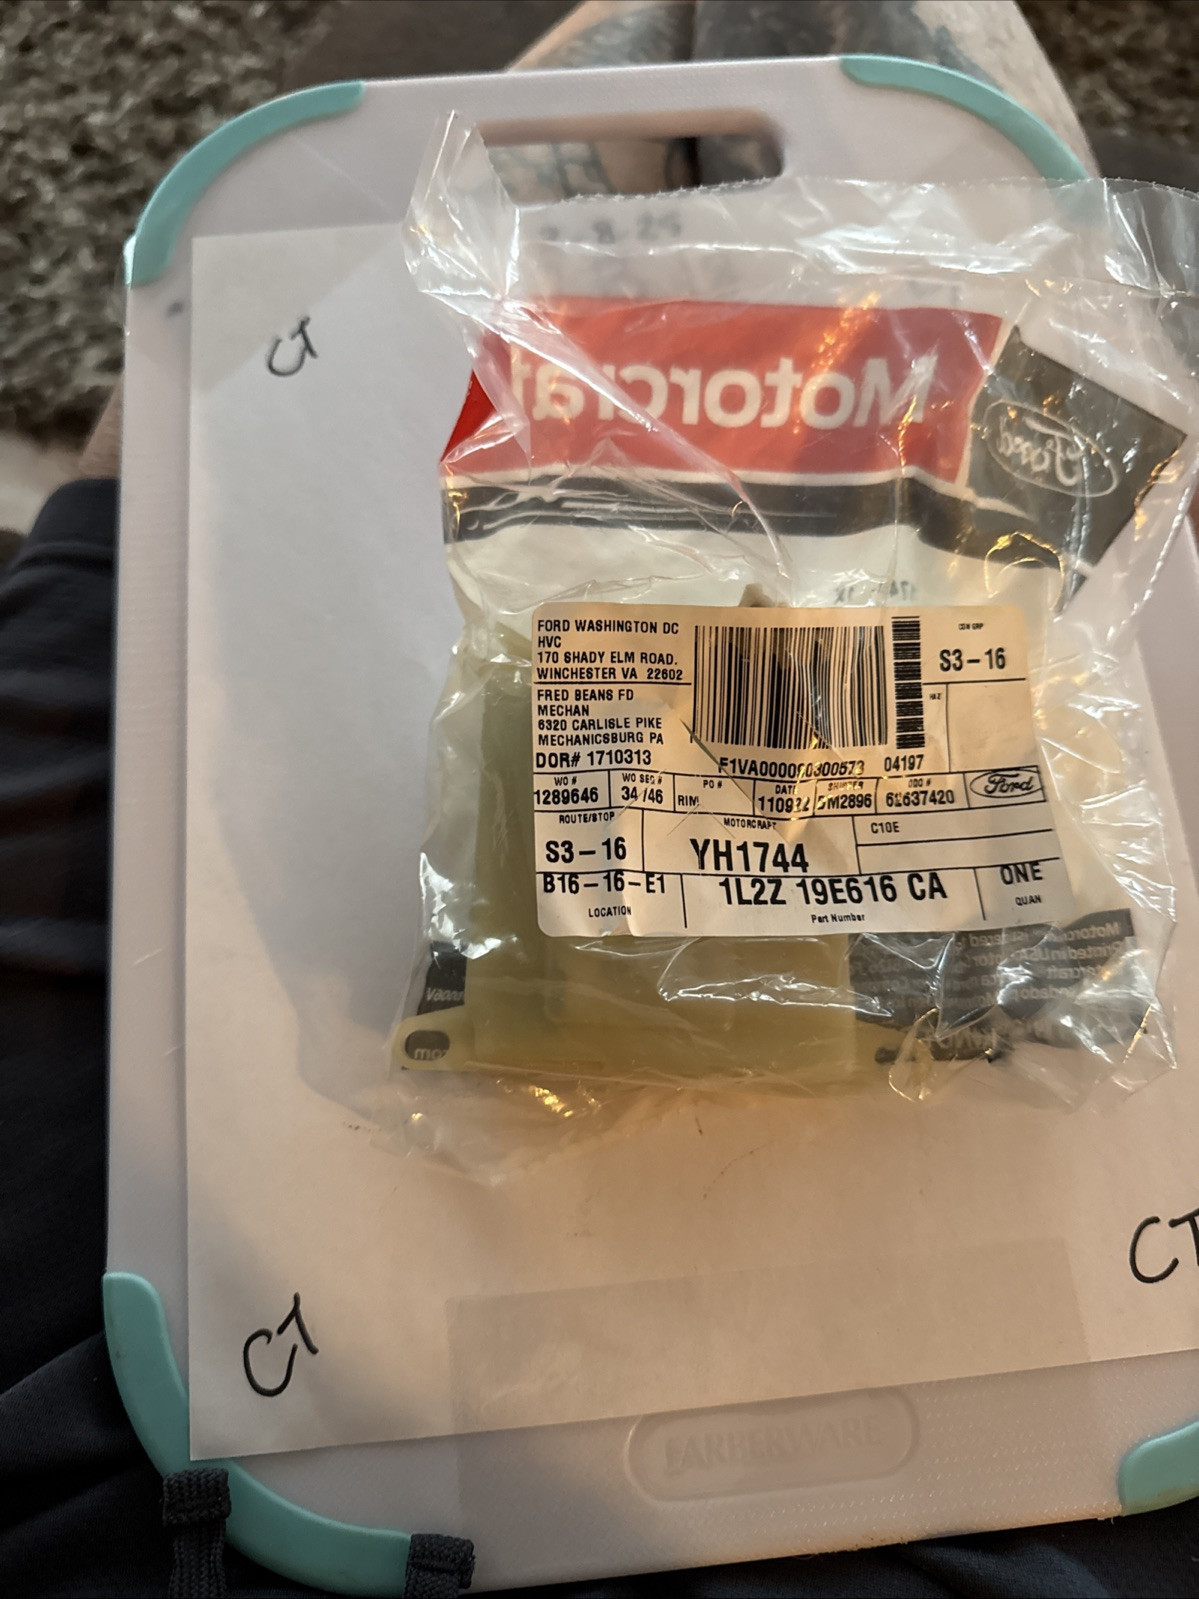 CT
Motorcraf
Ford
FORD WASHINGTON DC
HVC
170 SHADY ELM ROAD.
WINCHESTER VA 22602
FRED BEANS FD
MECHAN
6320 CARLISLE PIKE
MECHANICSBURG PA
DOR# 1710313
S3-16
04197
WO #
1289646
WO SEQ #
34/46
PO #
RIM
DATE
SHIPPER
DDO #
Ford
ROUTE/STOP
S3-16
MOTORCRAFT
YH1744
C10E
B16-16-E1
LOCATION
1L2Z 19E616 CA
Part Number
ONE
QUAN
CT
CT
FARBERWARE